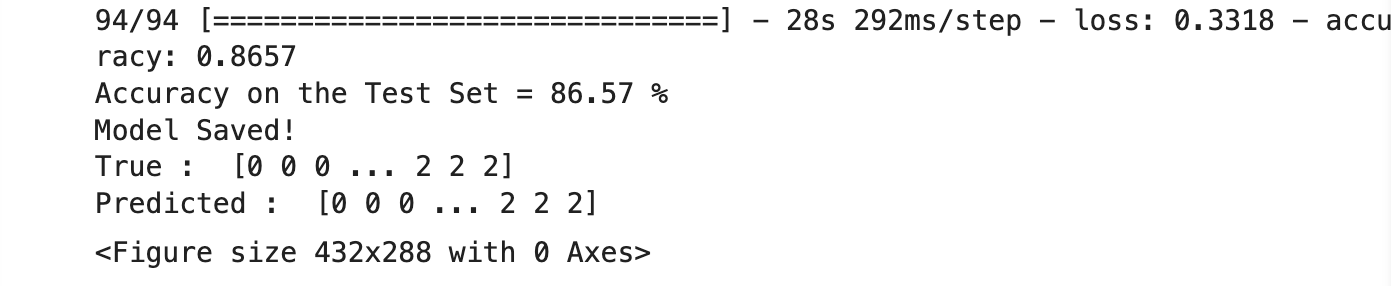 94/94 [==============================] - 28s 292ms/step - loss: 0.3318 - accu
racy: 0.8657
Accuracy on the Test Set = 86.57 %
Model Saved!
True :  [0 0 0 ... 2 2 2]
Predicted :  [0 0 0 ... 2 2 2]
<Figure size 432x288 with 0 Axes>